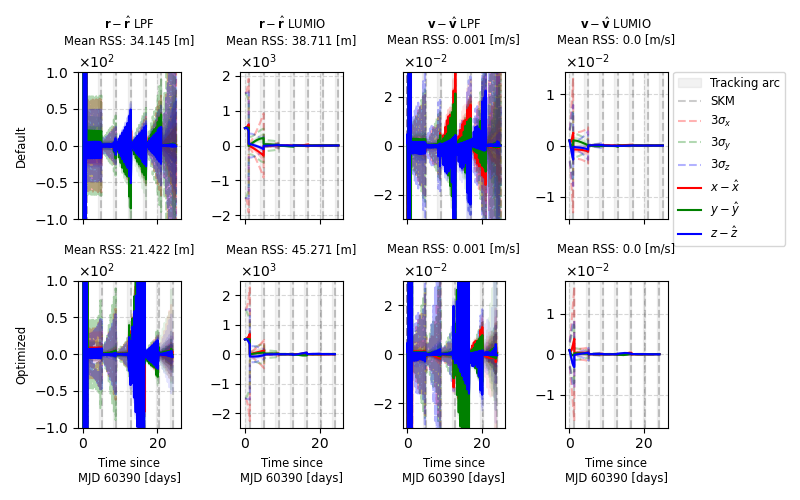 r − r̂ LPF
Mean RSS: 34.145 [m]
r − r̂ LUMIO
Mean RSS: 38.711 [m]
v − v̂ LPF
Mean RSS: 0.001 [m/s]
v − v̂ LUMIO
Mean RSS: 0.0 [m/s]
×10²
×10³
×10⁻²
×10⁻²
Default
1.0
0.5
0.0
−0.5
−1.0
2
1
0
−1
−2
2
0
−2
1
0
−1
Tracking arc
SKM
3σₓ
3σ_y
3σ_z
x − x̂
y − ŷ
z − ẑ
Mean RSS: 21.422 [m]
Mean RSS: 45.271 [m]
Mean RSS: 0.001 [m/s]
Mean RSS: 0.0 [m/s]
×10²
×10³
×10⁻²
×10⁻²
Optimized
1.0
0.5
0.0
−0.5
−1.0
2
1
0
−1
−2
2
0
−2
1
0
−1
0 20
0 20
0 20
0 20
Time since
MJD 60390 [days]
Time since
MJD 60390 [days]
Time since
MJD 60390 [days]
Time since
MJD 60390 [days]